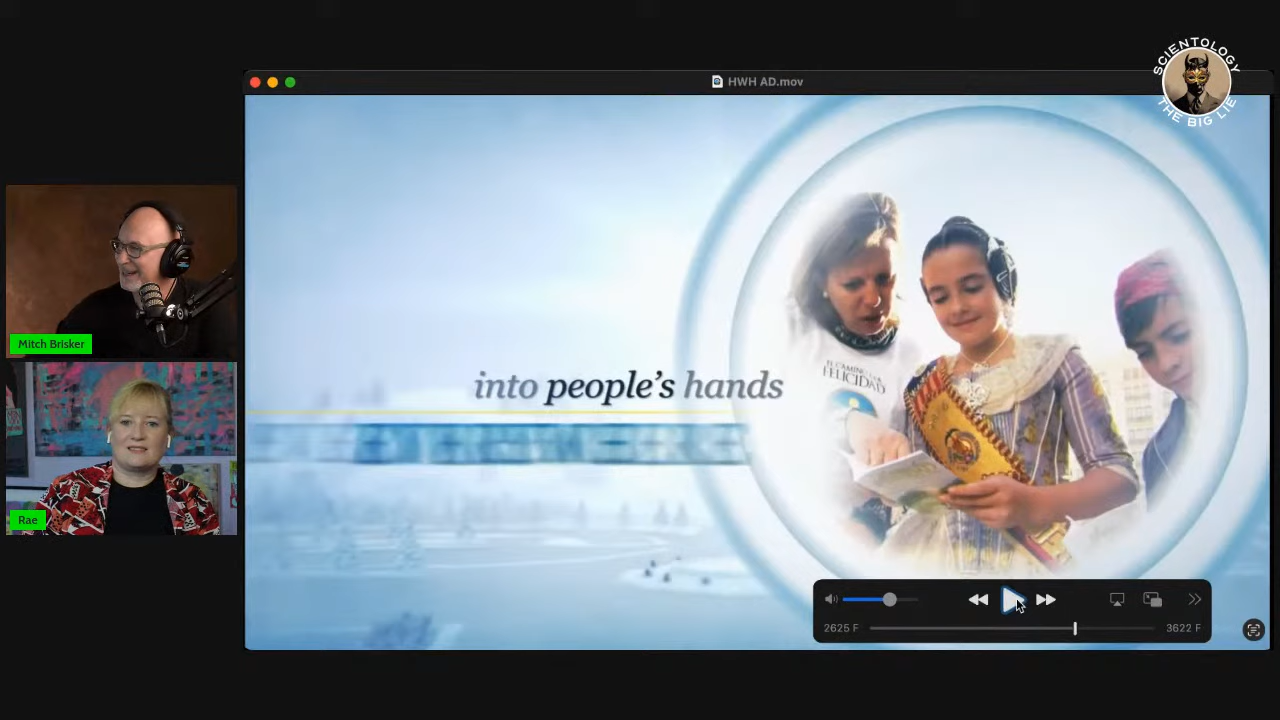 HWH AD.mov
SCIENTOLOGY
THE BIG LIE
into people's hands
EL CAMINO A LA
FELICIDAD
Mitch Brisker
Rae
2625 F
3622 F